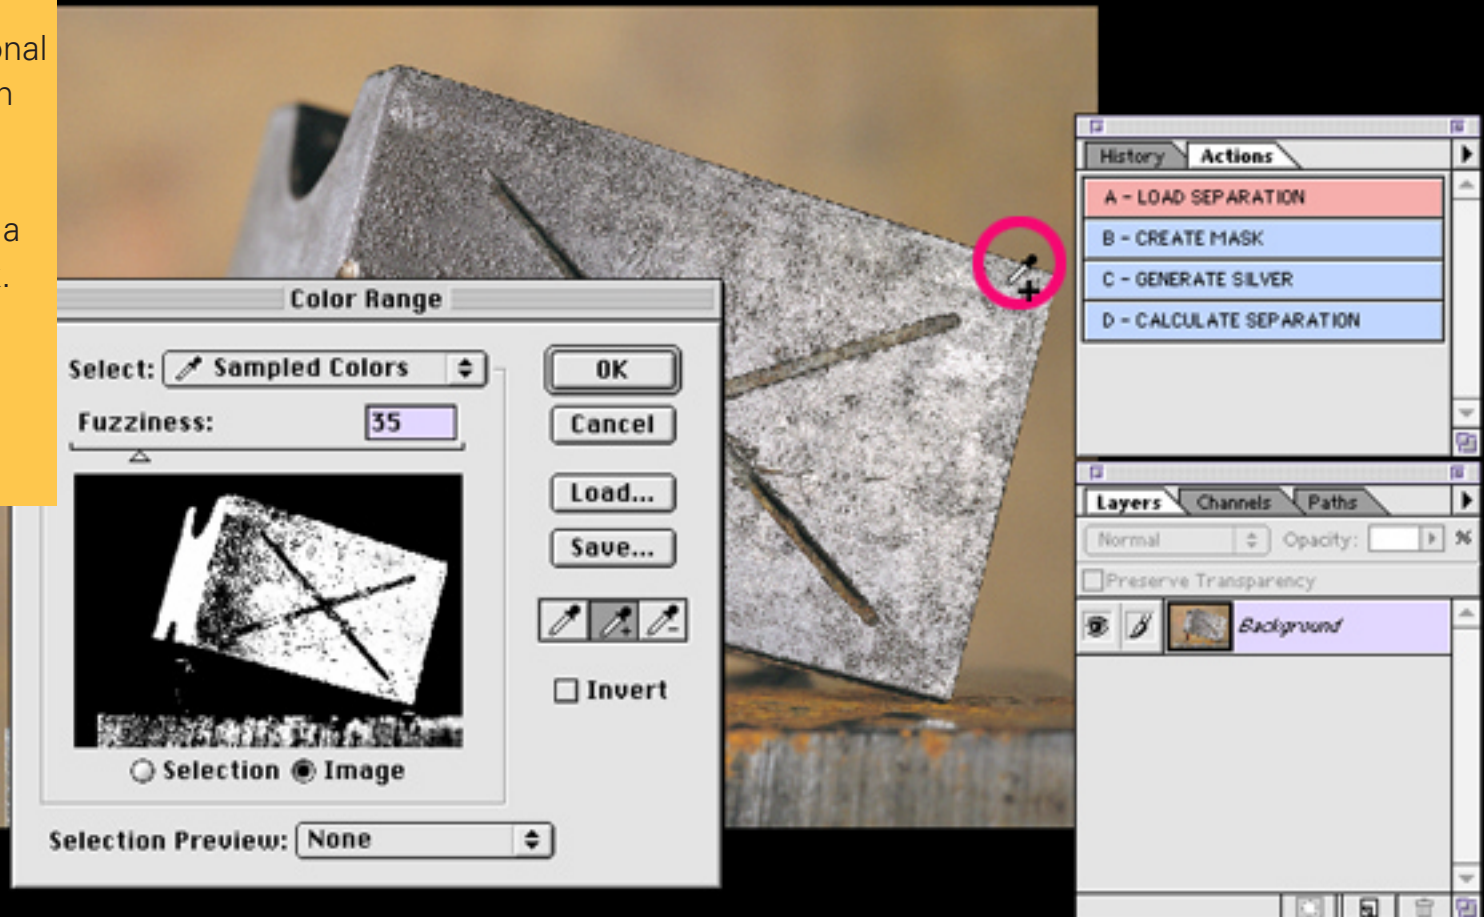 a
Color Range
Select: Sampled Colors
Fuzziness: 35
OK
Cancel
Load...
Save...
Invert
Selection Image
Selection Preview: None
History Actions
A - LOAD SEPARATION
B - CREATE MASK
C - GENERATE SILVER
D - CALCULATE SEPARATION
Layers Channels Paths
Normal Opacity: %
Preserve Transparency
Background